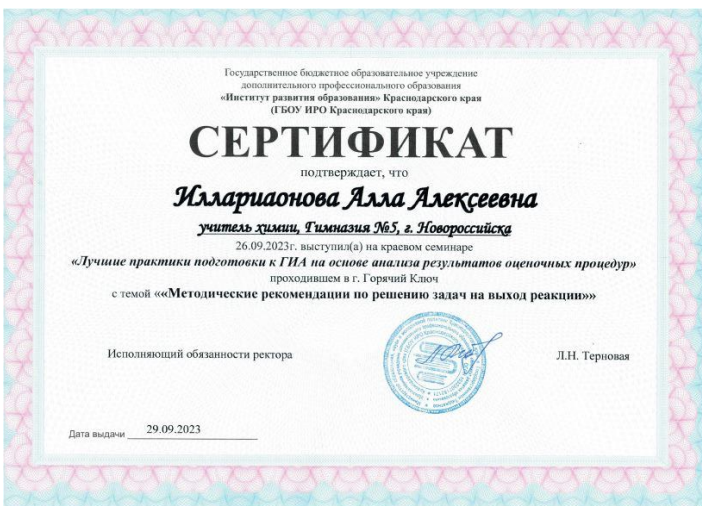 Государственное бюджетное образовательное учреждение
дополнительного профессионального образования
«Институт развития образования» Краснодарского края
(ГБОУ ИРО Краснодарского края)
СЕРТИФИКАТ
подтверждает, что
Иллариаонова Алла Алексеевна
учитель химии, Гимназия №5, г. Новороссийска
26.09.2023г. выступил(а) на краевом семинаре
«Лучшие практики подготовки к ГИА на основе анализа результатов оценочных процедур»
проходившем в г. Горячий Ключ
с темой ««Методические рекомендации по решению задач на выход реакции»»
Исполняющий обязанности ректора
Л.Н. Терновая
Дата выдачи 29.09.2023